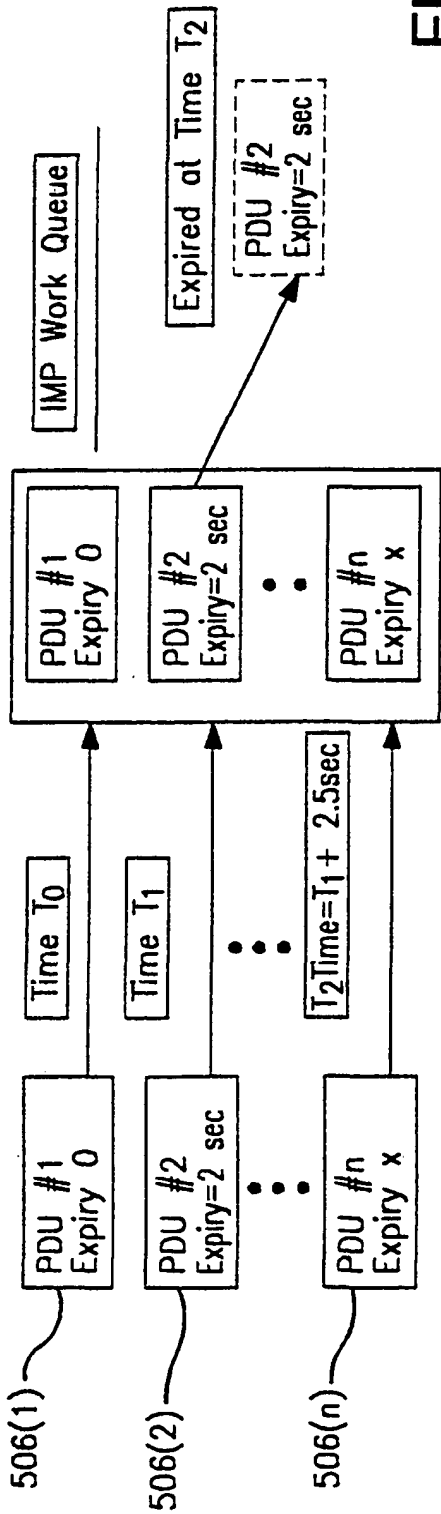 506(1)
PDU #1
Expiry 0
Time T0
PDU #1
Expiry 0
IMP Work Queue
506(2)
PDU #2
Expiry=2 sec
Time T1
PDU #2
Expiry=2 sec
Expired at Time T2
PDU #2
Expiry=2 sec
506(n)
PDU #n
Expiry x
T2Time=T1+ 2.5sec
PDU #n
Expiry x